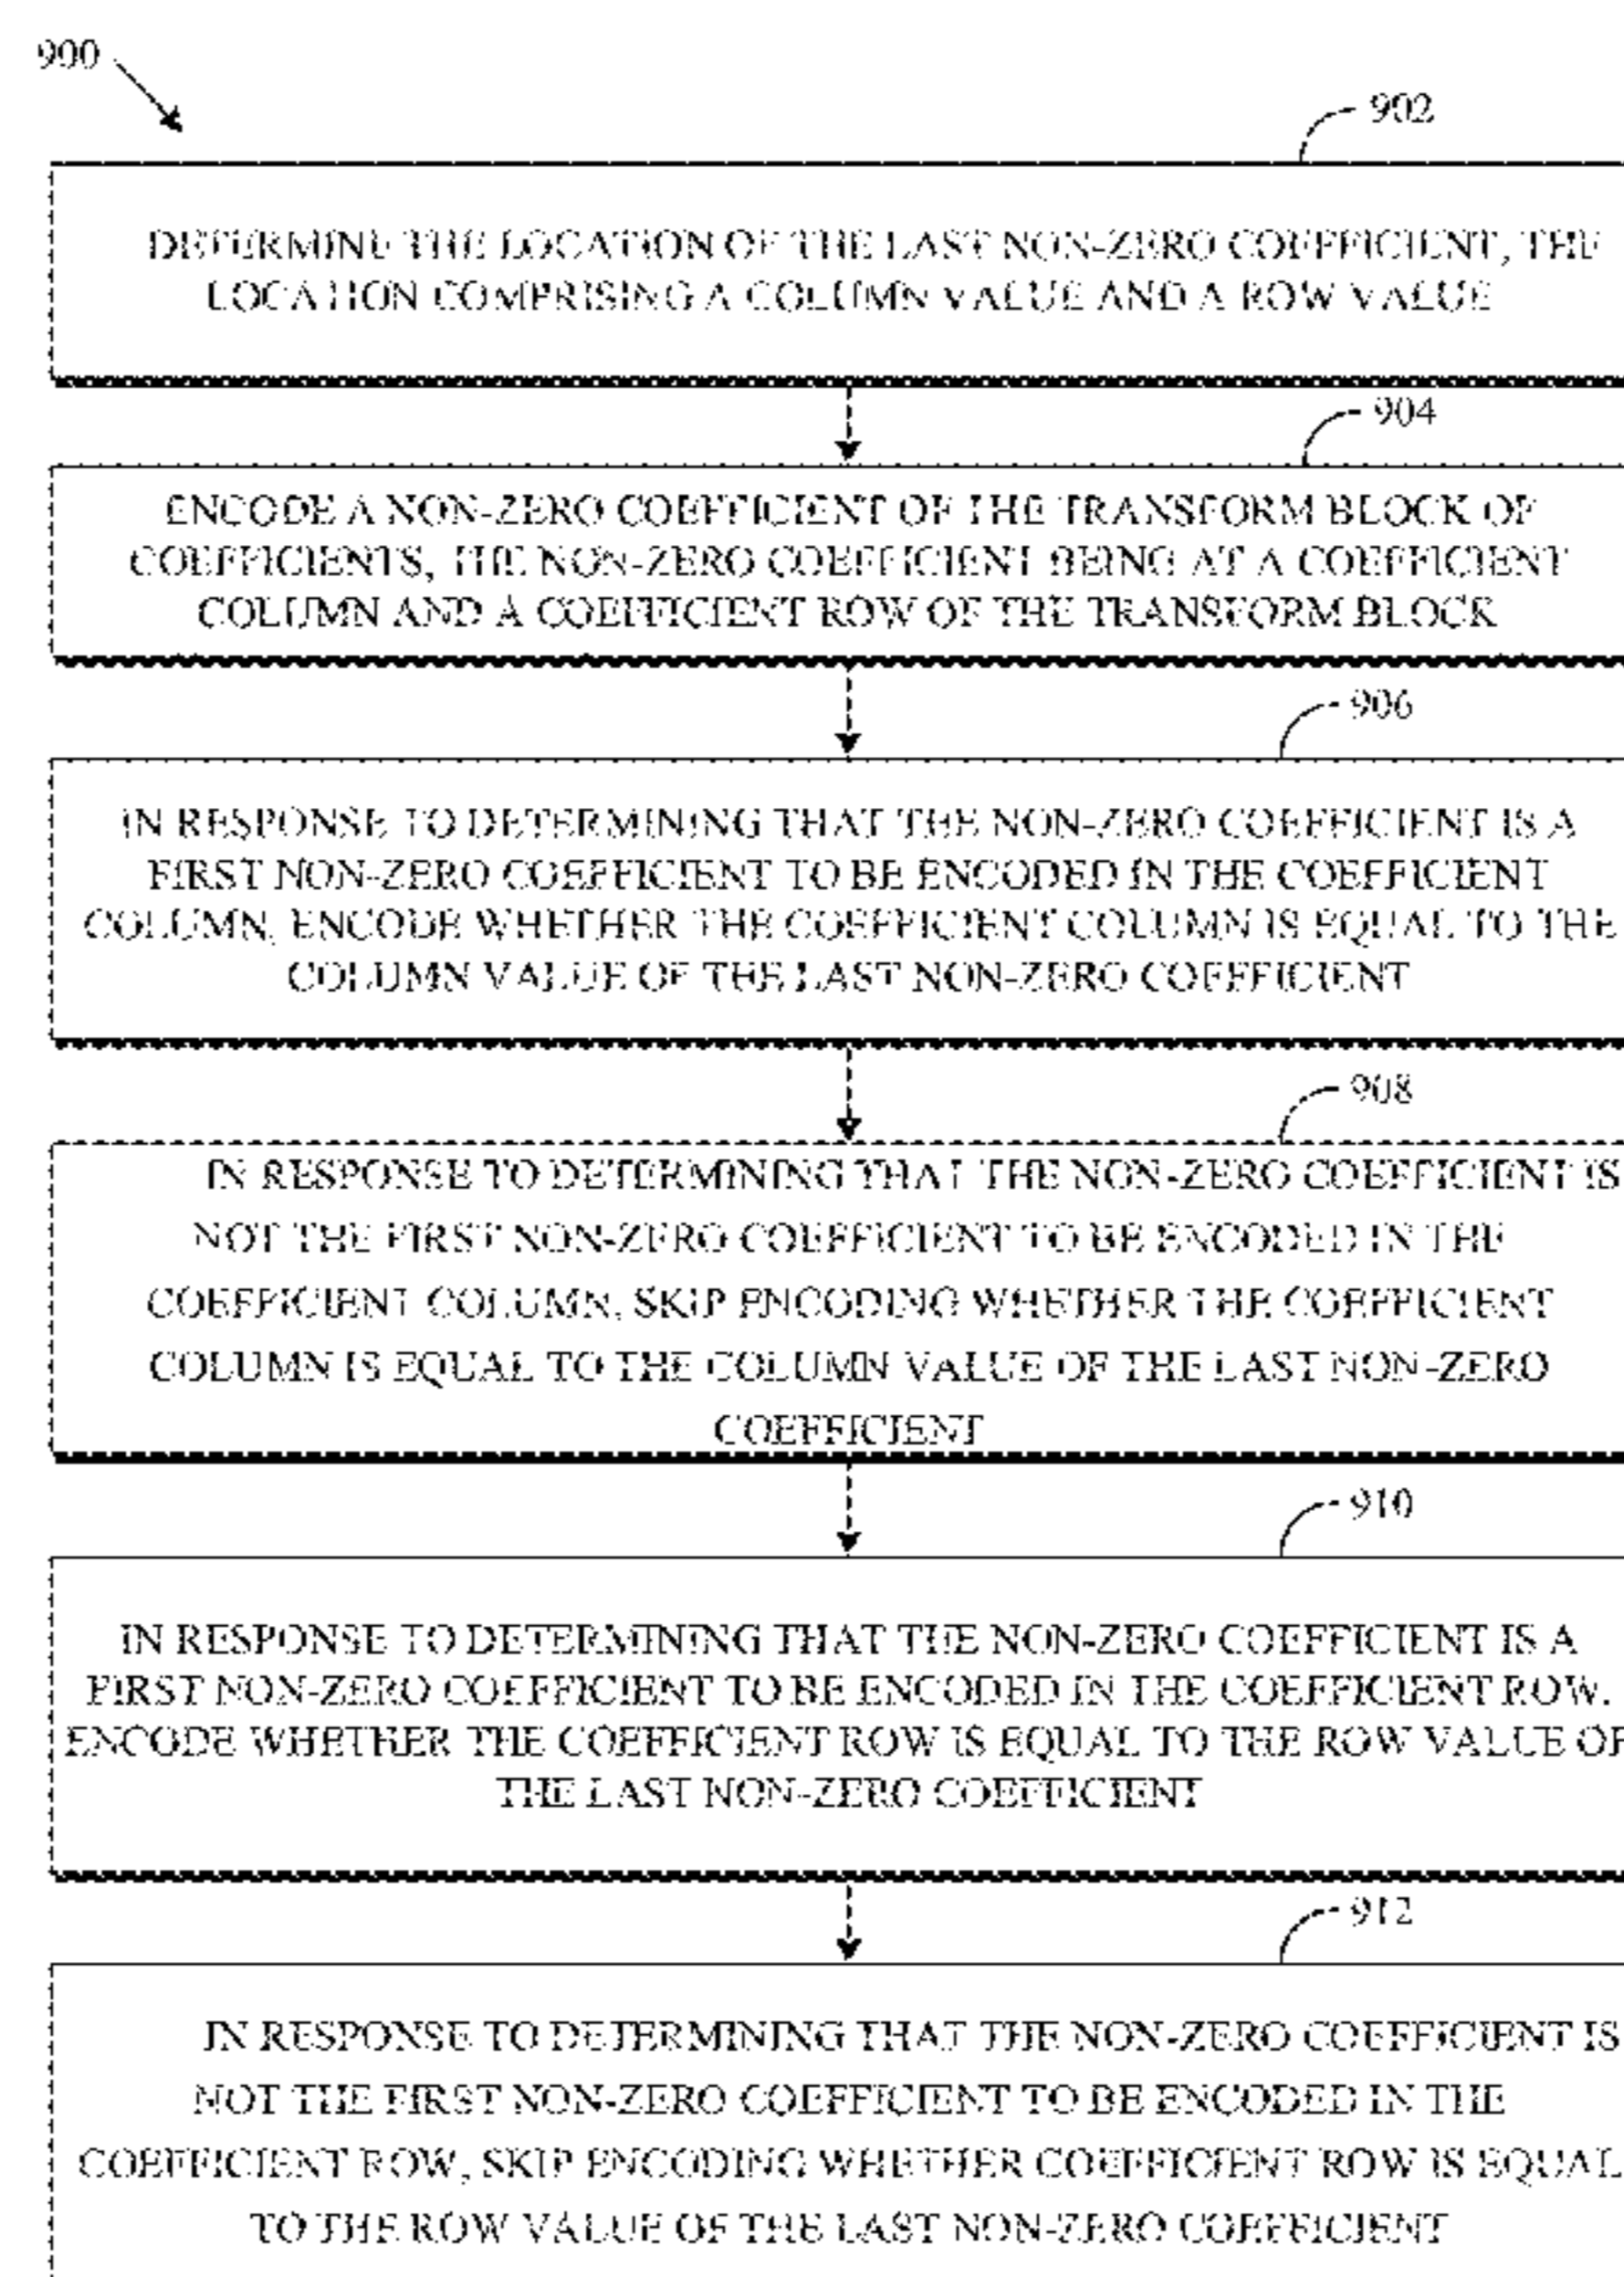 900
902
DETERMINE THE LOCATION OF THE LAST NON-ZERO COEFFICIENT, THE
LOCATION COMPRISING A COLUMN VALUE AND A ROW VALUE
904
ENCODE A NON-ZERO COEFFICIENT OF THE TRANSFORM BLOCK OF
COEFFICIENTS, THE NON-ZERO COEFFICIENT BEING AT A COEFFICIENT
COLUMN AND A COEFFICIENT ROW OF THE TRANSFORM BLOCK
906
IN RESPONSE TO DETERMINING THAT THE NON-ZERO COEFFICIENT IS A
FIRST NON-ZERO COEFFICIENT TO BE ENCODED IN THE COEFFICIENT
COLUMN, ENCODE WHETHER THE COEFFICIENT COLUMN IS EQUAL TO THE
COLUMN VALUE OF THE LAST NON-ZERO COEFFICIENT
908
IN RESPONSE TO DETERMINING THAT THE NON-ZERO COEFFICIENT IS
NOT THE FIRST NON-ZERO COEFFICIENT TO BE ENCODED IN THE
COEFFICIENT COLUMN, SKIP ENCODING WHETHER THE COEFFICIENT
COLUMN IS EQUAL TO THE COLUMN VALUE OF THE LAST NON-ZERO
COEFFICIENT
910
IN RESPONSE TO DETERMINING THAT THE NON-ZERO COEFFICIENT IS A
FIRST NON-ZERO COEFFICIENT TO BE ENCODED IN THE COEFFICIENT ROW,
ENCODE WHETHER THE COEFFICIENT ROW IS EQUAL TO THE ROW VALUE OF
THE LAST NON-ZERO COEFFICIENT
912
IN RESPONSE TO DETERMINING THAT THE NON-ZERO COEFFICIENT IS
NOT THE FIRST NON-ZERO COEFFICIENT TO BE ENCODED IN THE
COEFFICIENT ROW, SKIP ENCODING WHETHER COEFFICIENT ROW IS EQUAL
TO THE ROW VALUE OF THE LAST NON-ZERO COEFFICIENT